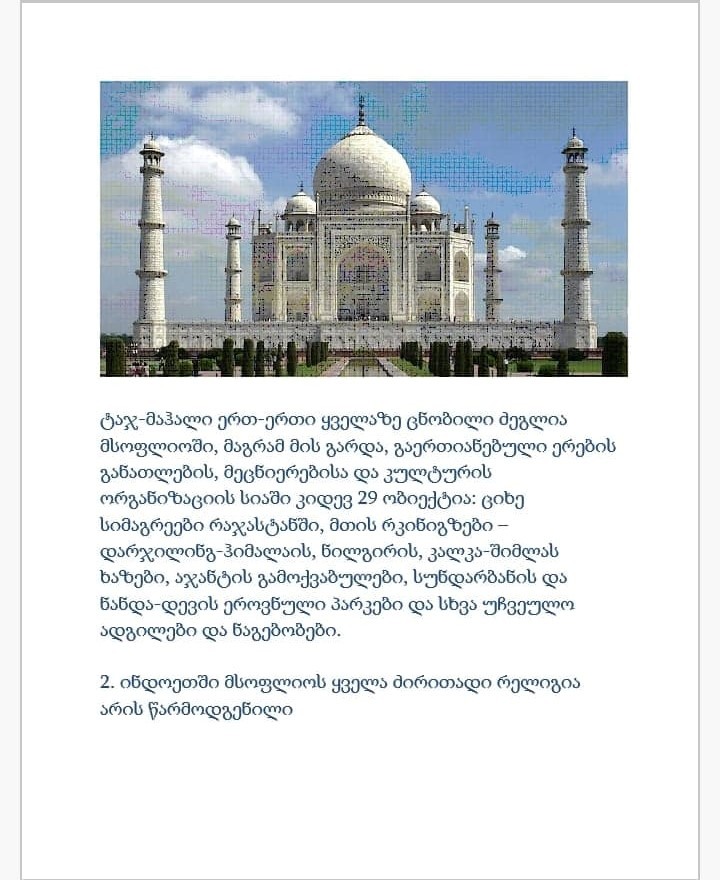 ტაჯ-მაჰალი ერთ-ერთი ყველაზე ცნობილი ძეგლია
მსოფლიოში, მაგრამ მის გარდა, გაერთიანებული ერების
განათლების, მეცნიერებისა და კულტურის
ორგანიზაციის სიაში კიდევ 29 ობიექტია: ციხე
სიმაგრეები რაჯასტანში, მთის რკინიგზები –
დარჯილინგ-ჰიმალაის, ნილგირის, კალკა-შიმლას
ხაზები, აჯანტის გამოქვაბულები, სუნდარბანის და
ნანდა-დევის ეროვნული პარკები და სხვა უჩვეულო
ადგილები და ნაგებობები.
2. ინდოეთში მსოფლიოს ყველა ძირითადი რელიგია
არის წარმოდგენილი